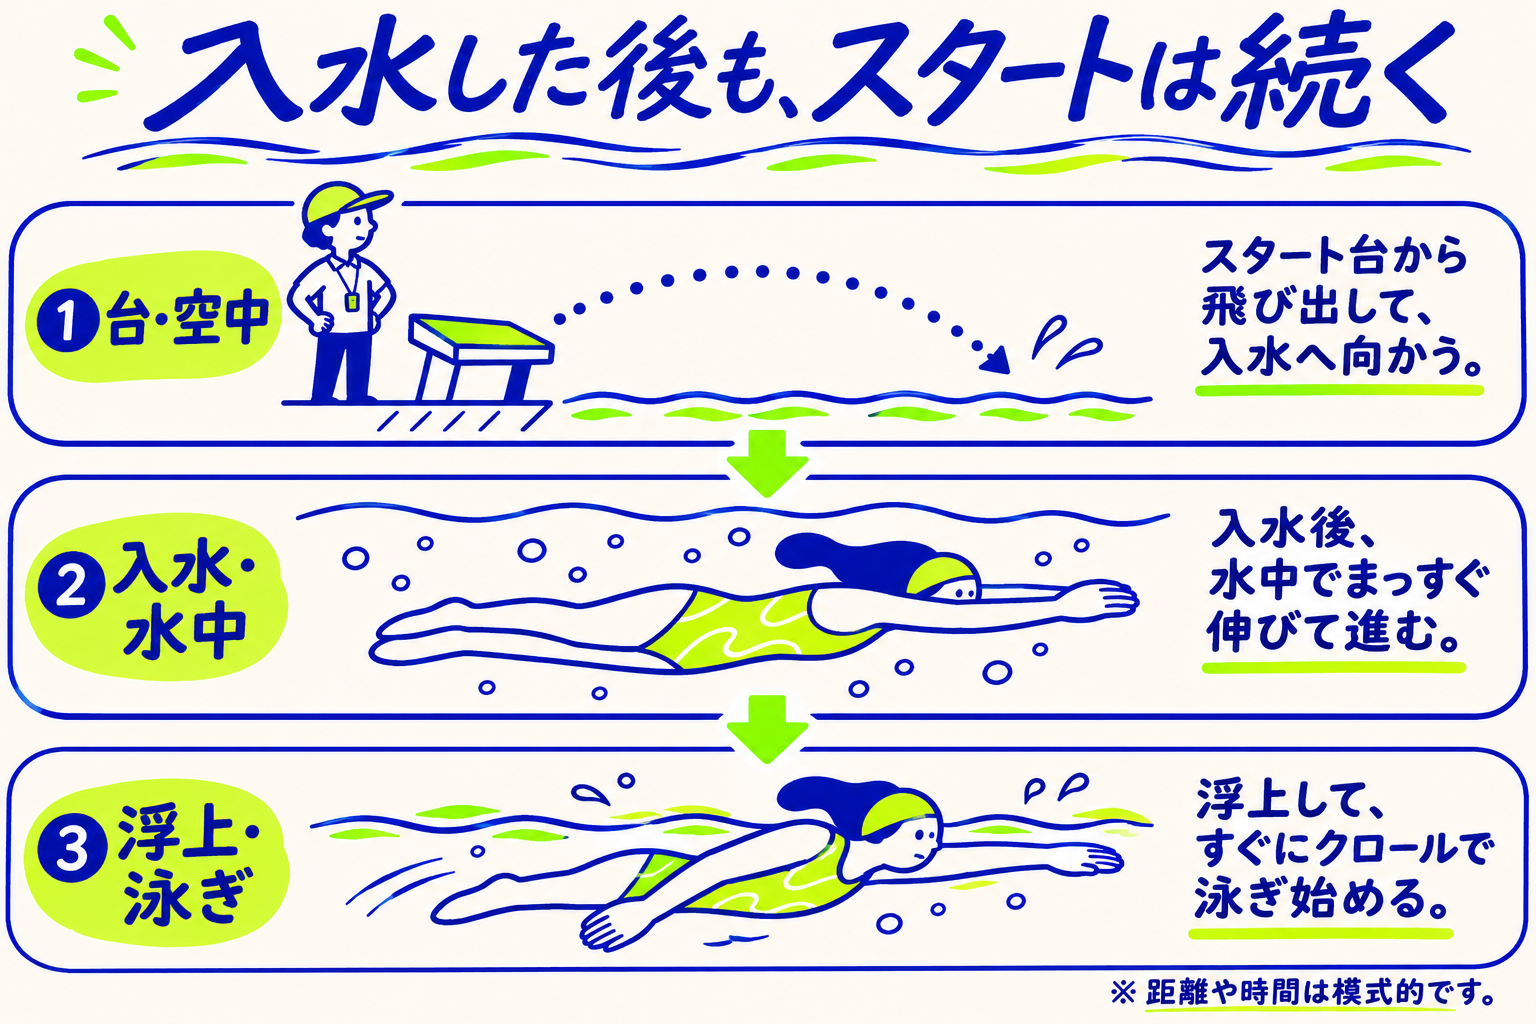 入水した後も、スタートは続く
1 台・空中
スタート台から
飛び出して、
入水へ向かう。
2 入水・
水中
入水後、
水中でまっすぐ
伸びて進む。
3 浮上・
泳ぎ
浮上して、
すぐにクロールで
泳ぎ始める。
※ 距離や時間は模式的です。